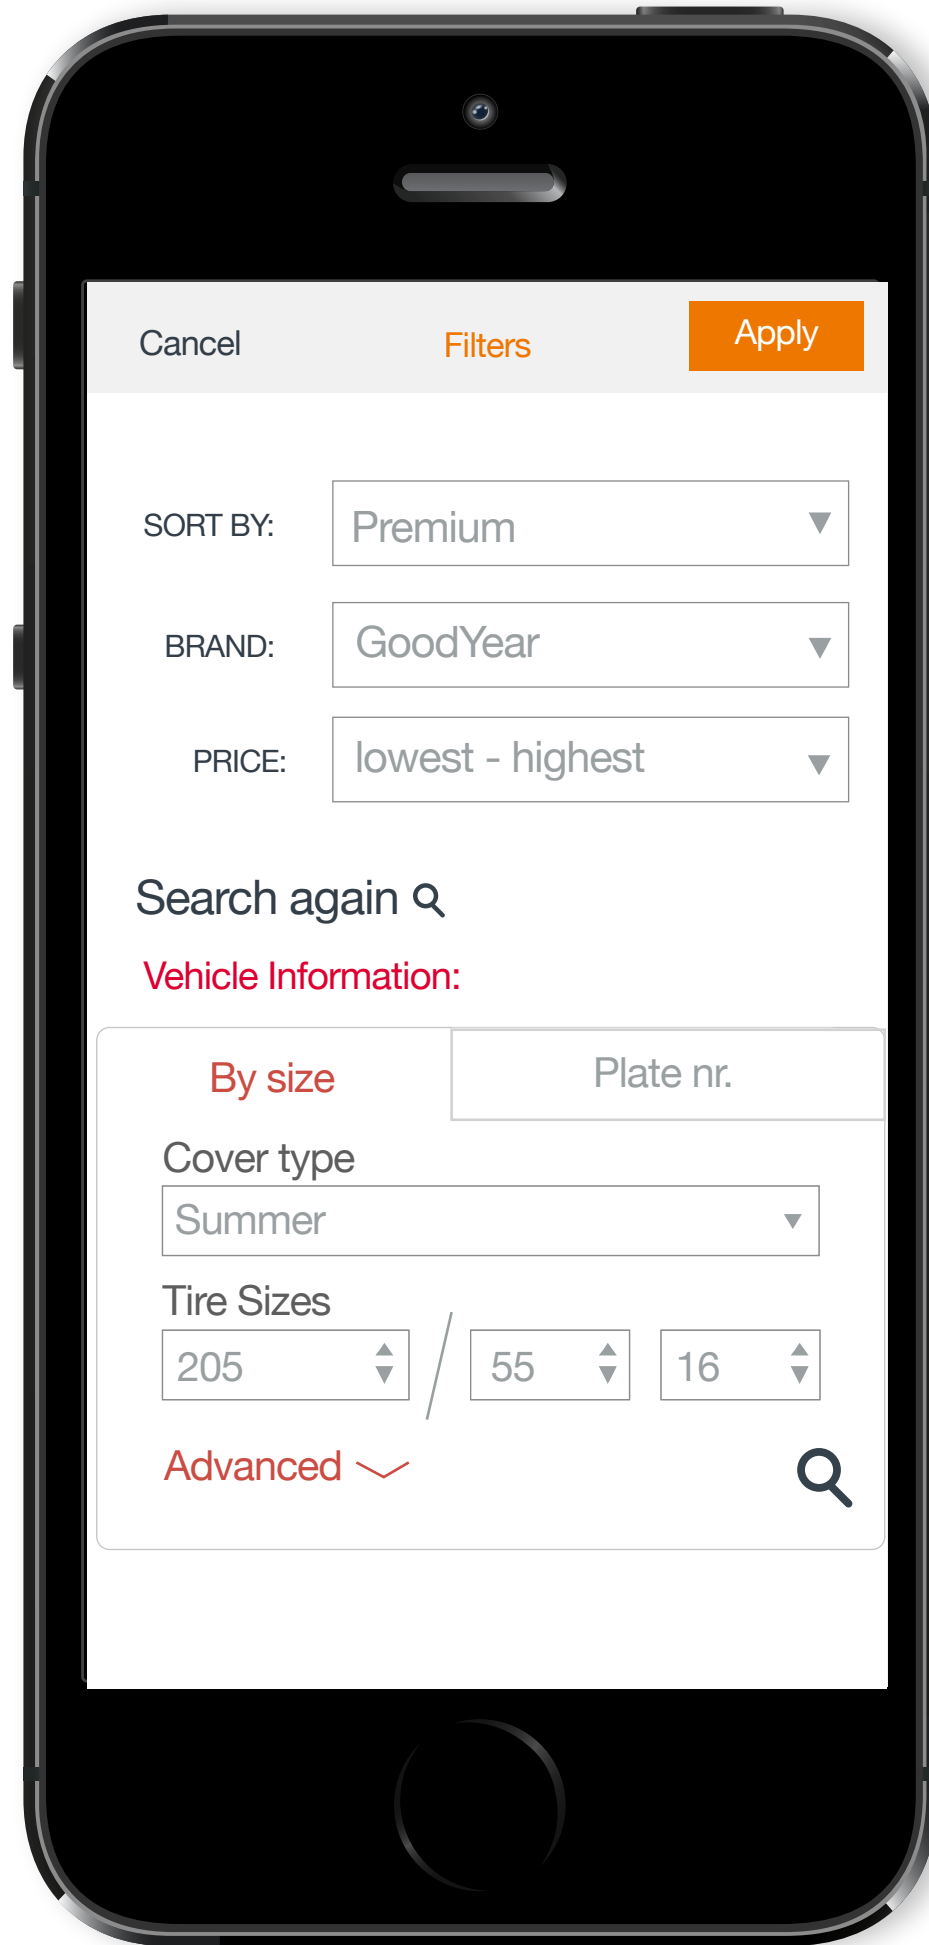 Cancel Filters Apply
SORT BY: Premium
BRAND: GoodYear
PRICE: lowest - highest
Search again
Vehicle Information:
By size Plate nr.
Cover type
Summer
Tire Sizes
205 / 55 16
Advanced